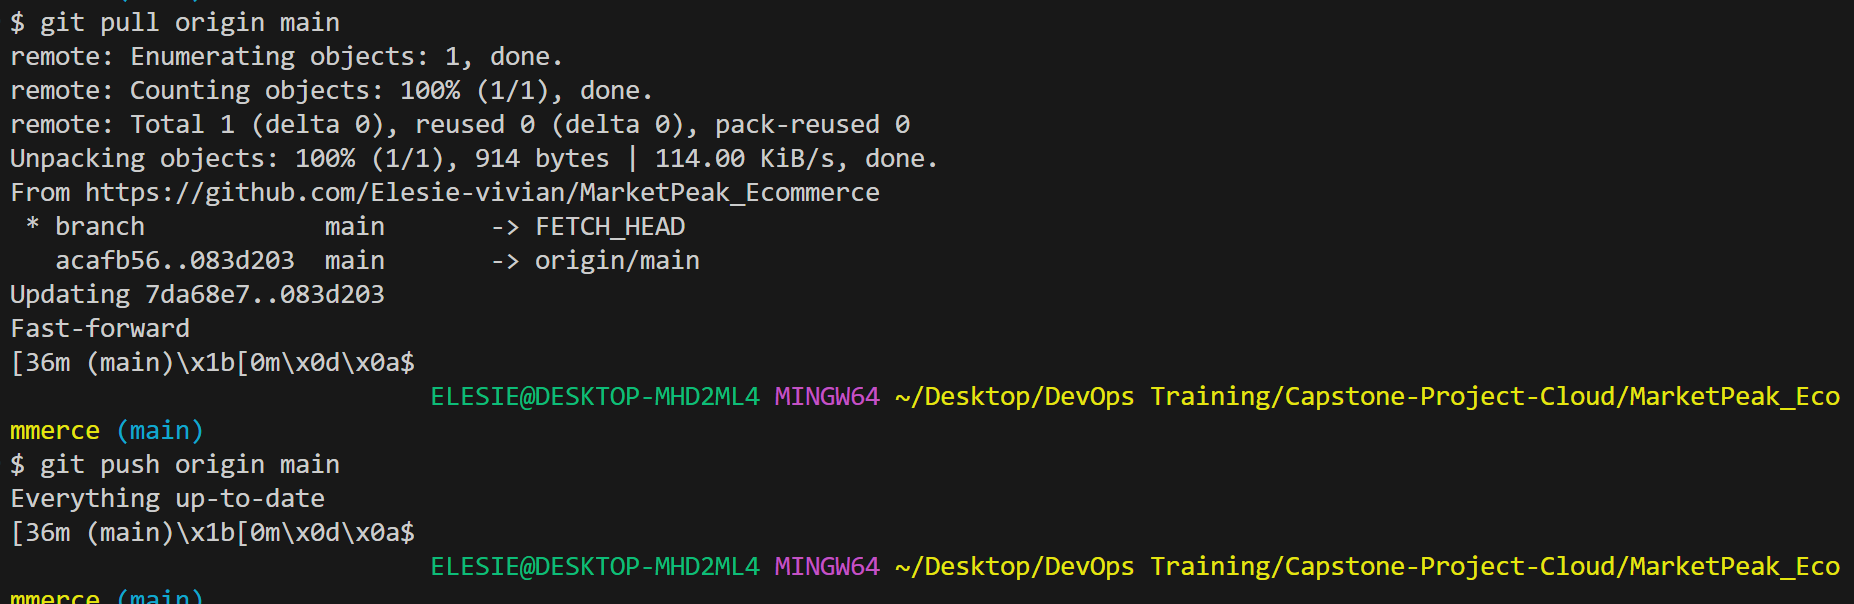 $ git pull origin main
remote: Enumerating objects: 1, done.
remote: Counting objects: 100% (1/1), done.
remote: Total 1 (delta 0), reused 0 (delta 0), pack-reused 0
Unpacking objects: 100% (1/1), 914 bytes | 114.00 KiB/s, done.
From https://github.com/Elesie-vivian/MarketPeak_Ecommerce
 * branch            main       -> FETCH_HEAD
   acafb56..083d203  main       -> origin/main
Updating 7da68e7..083d203
Fast-forward
[36m (main)\x1b[0m\x0d\x0a$
ELESIE@DESKTOP-MHD2ML4 MINGW64 ~/Desktop/DevOps Training/Capstone-Project-Cloud/MarketPeak_Eco
mmerce (main)
$ git push origin main
Everything up-to-date
[36m (main)\x1b[0m\x0d\x0a$
ELESIE@DESKTOP-MHD2ML4 MINGW64 ~/Desktop/DevOps Training/Capstone-Project-Cloud/MarketPeak_Eco
mmerce (main)